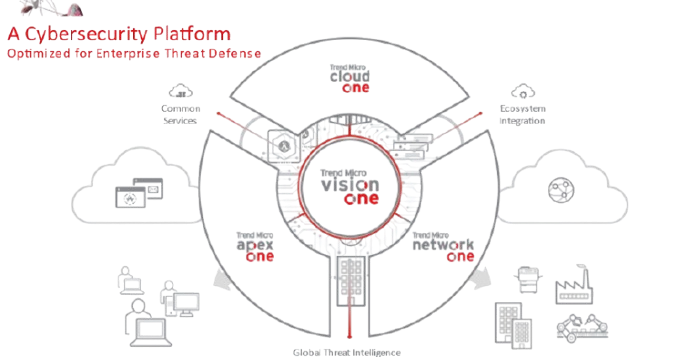 A Cybersecurity Platform
Optimized for Enterprise Threat Defense
Trend Micro
cloud
one
Common
Services
Ecosystem
Integration
Trend Micro
vision
one
Trend Micro
apex
one
Trend Micro
network
one
Global Threat Intelligence